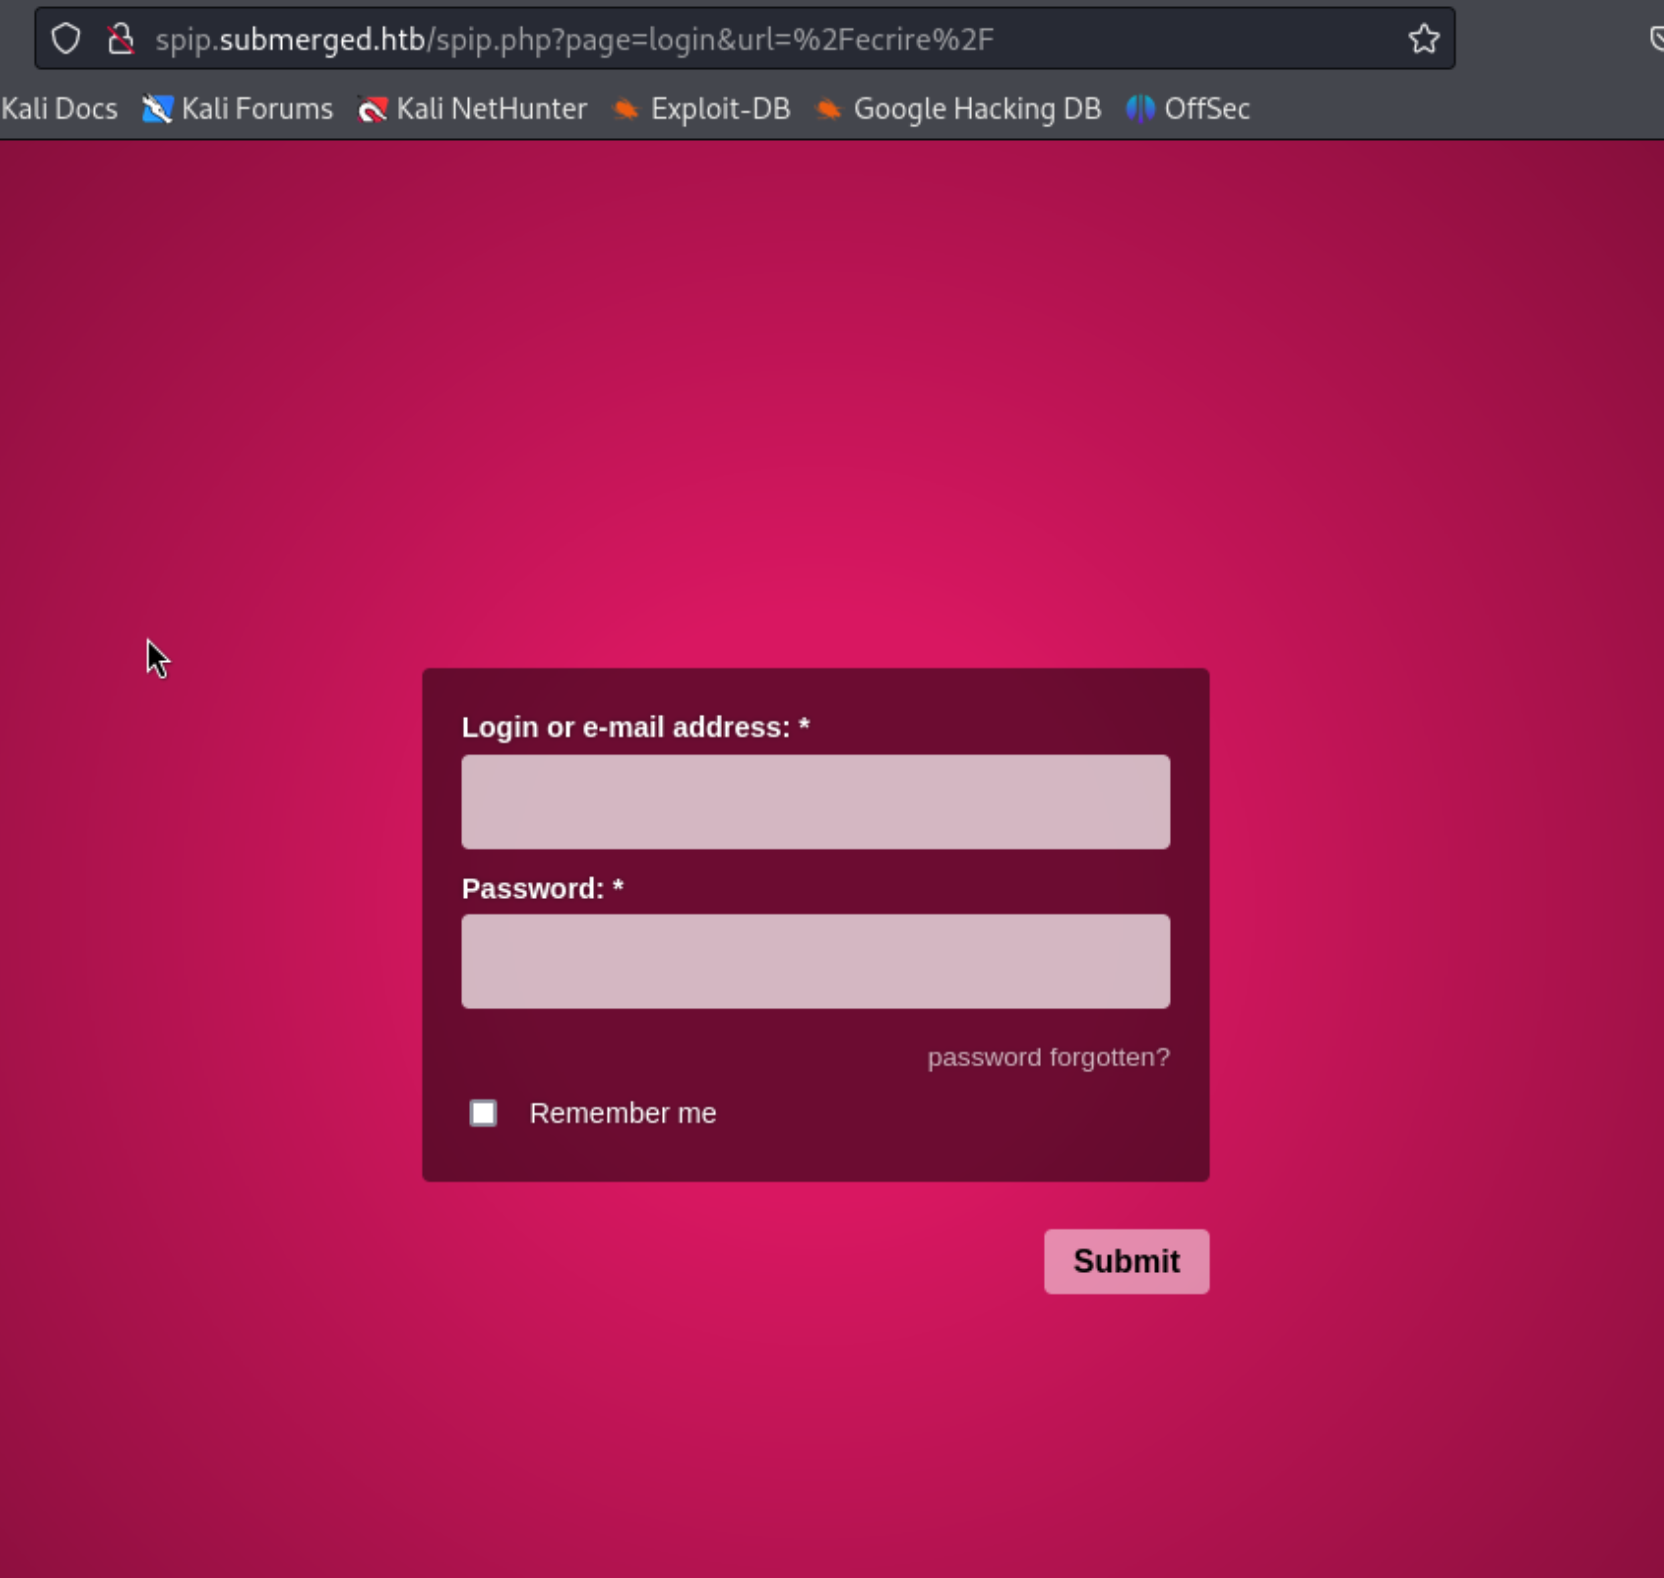 spip.submerged.htb/spip.php?page=login&url=%2Fecrire%2F
Kali Docs Kali Forums Kali NetHunter Exploit-DB Google Hacking DB OffSec
Login or e-mail address: *
Password: *
password forgotten?
Remember me
Submit